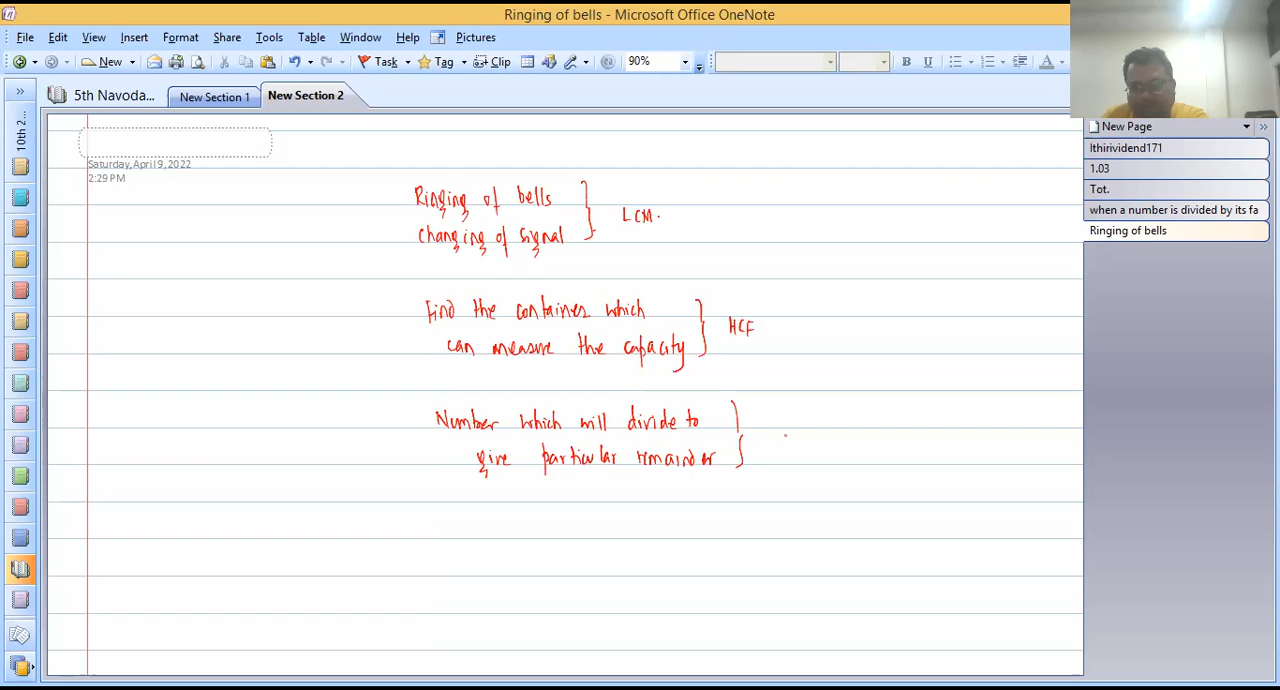 Ringing of bells - Microsoft Office OneNote
File Edit View Insert Format Share Tools Table Window Help Pictures
New Task Tag Clip 90% B U A
5th Navoda... New Section 1 New Section 2
10th 2...
New Page
Ithirividend171
1.03
Tot.
when a number is divided by its fa
Ringing of bells
Saturday, April 9, 2022
2:29 PM
Ringing of bells
Changing of signal
LCM.
Find the container which
can measure the capacity
HCF
Number which will divide to
give particular remainder